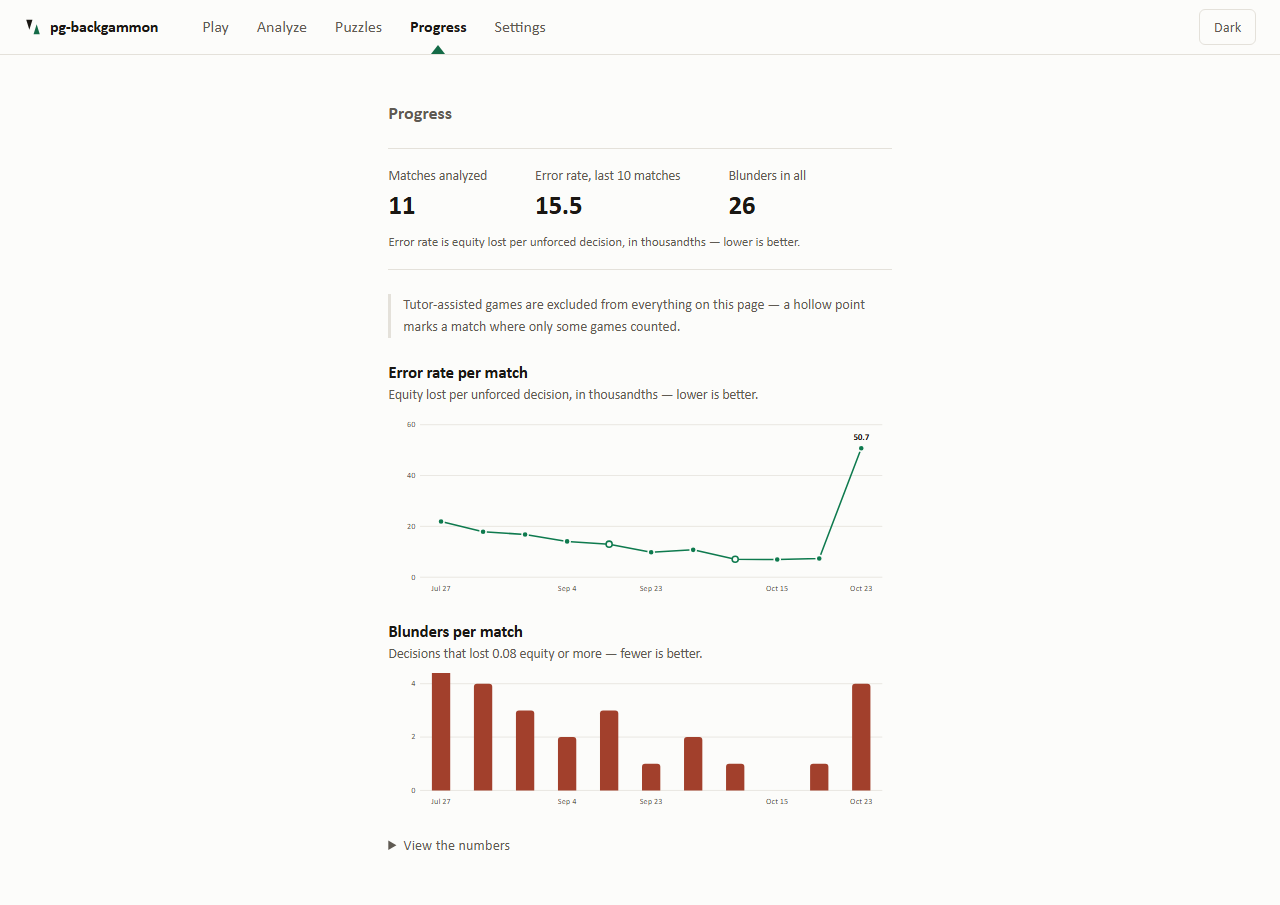 pg-backgammon Play Analyze Puzzles Progress Settings Dark
Progress
Matches analyzed Error rate, last 10 matches Blunders in all
11 15.5 26
Error rate is equity lost per unforced decision, in thousandths — lower is better.
Tutor-assisted games are excluded from everything on this page — a hollow point
marks a match where only some games counted.
Error rate per match
Equity lost per unforced decision, in thousandths — lower is better.
60
50.7
40
20
0
Jul 27 Sep 4 Sep 23 Oct 15 Oct 23
Blunders per match
Decisions that lost 0.08 equity or more — fewer is better.
4
2
0
Jul 27 Sep 4 Sep 23 Oct 15 Oct 23
View the numbers